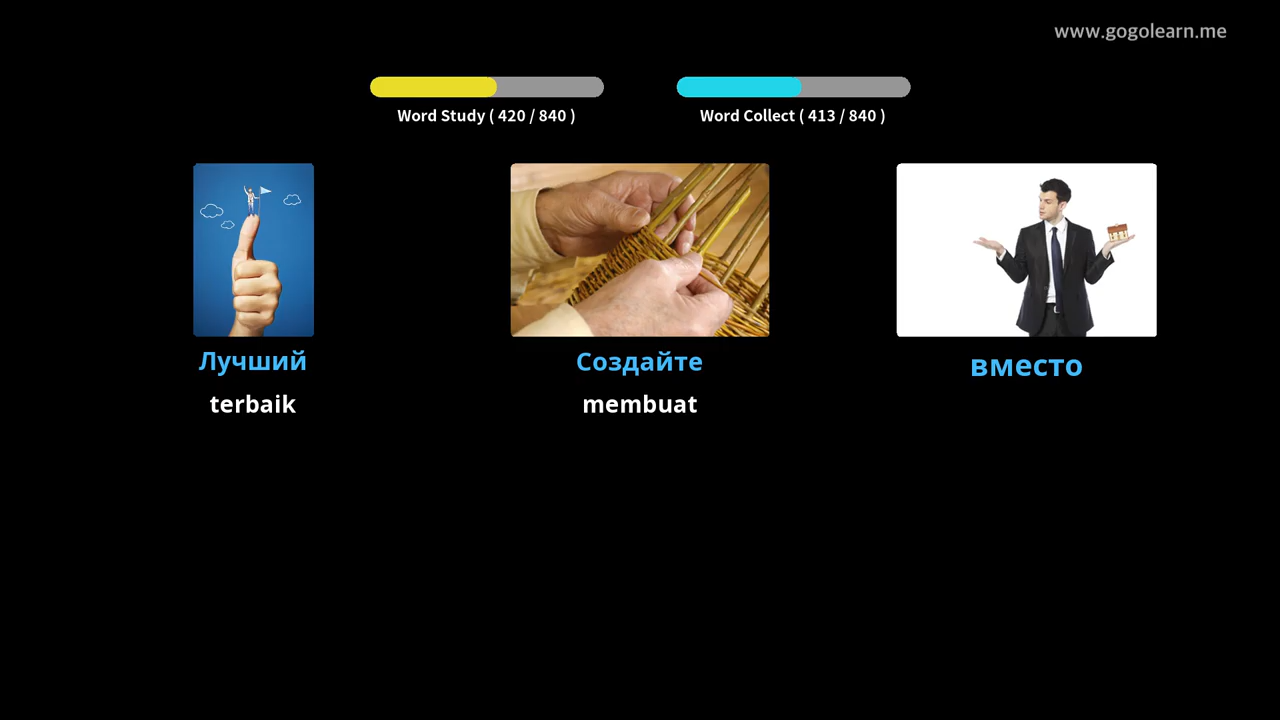 www.gogolearn.me
Word Study ( 420 / 840 )
Word Collect ( 413 / 840 )
Лучший
Создайте
вместо
terbaik
membuat